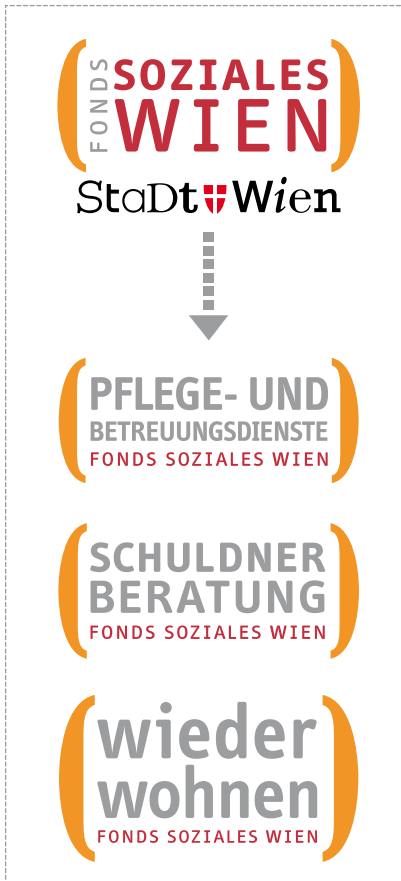 FONDS
SOZIALES
WIEN
StaDt Wien
PFLEGE- UND
BETREUUNGSDIENSTE
FONDS SOZIALES WIEN
SCHULDNER
BERATUNG
FONDS SOZIALES WIEN
wieder
wohnen
FONDS SOZIALES WIEN